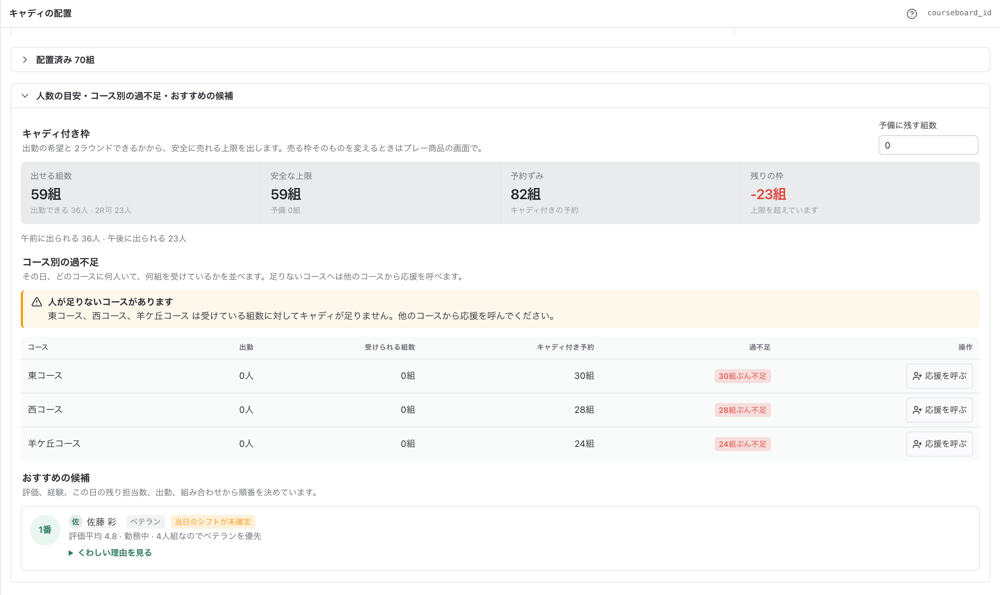 キャディの配置
courseboard_id
配置済み 70組
人数の目安・コース別の過不足・おすすめの候補
キャディ付き枠
出勤の希望と 2ラウンドできるかから、安全に売れる上限を出します。売る枠そのものを変えるときはプレー商品の画面で。
予備に残す組数
0
出せる組数
59組
出勤できる 36人 · 2R可 23人
安全な上限
59組
予備 0組
予約ずみ
82組
キャディ付きの予約
残りの枠
-23組
上限を超えています
午前に出られる 36人 · 午後に出られる 23人
コース別の過不足
その日、どのコースに何人いて、何組を受けているかを並べます。足りないコースへは他のコースから応援を呼べます。
人が足りないコースがあります
東コース、西コース、羊ケ丘コース は受けている組数に対してキャディが足りません。他のコースから応援を呼んでください。
コース 出勤 受けられる組数 キャディ付き予約 過不足 操作
東コース 0人 0組 30組 30組ぶん不足 応援を呼ぶ
西コース 0人 0組 28組 28組ぶん不足 応援を呼ぶ
羊ケ丘コース 0人 0組 24組 24組ぶん不足 応援を呼ぶ
おすすめの候補
評価、経験、この日の残り担当数、出勤、組み合わせから順番を決めています。
1番
佐 佐藤 彩 ベテラン 当日のシフトが未確定
評価平均 4.8 · 勤務中 · 4人組なのでベテランを優先
くわしい理由を見る